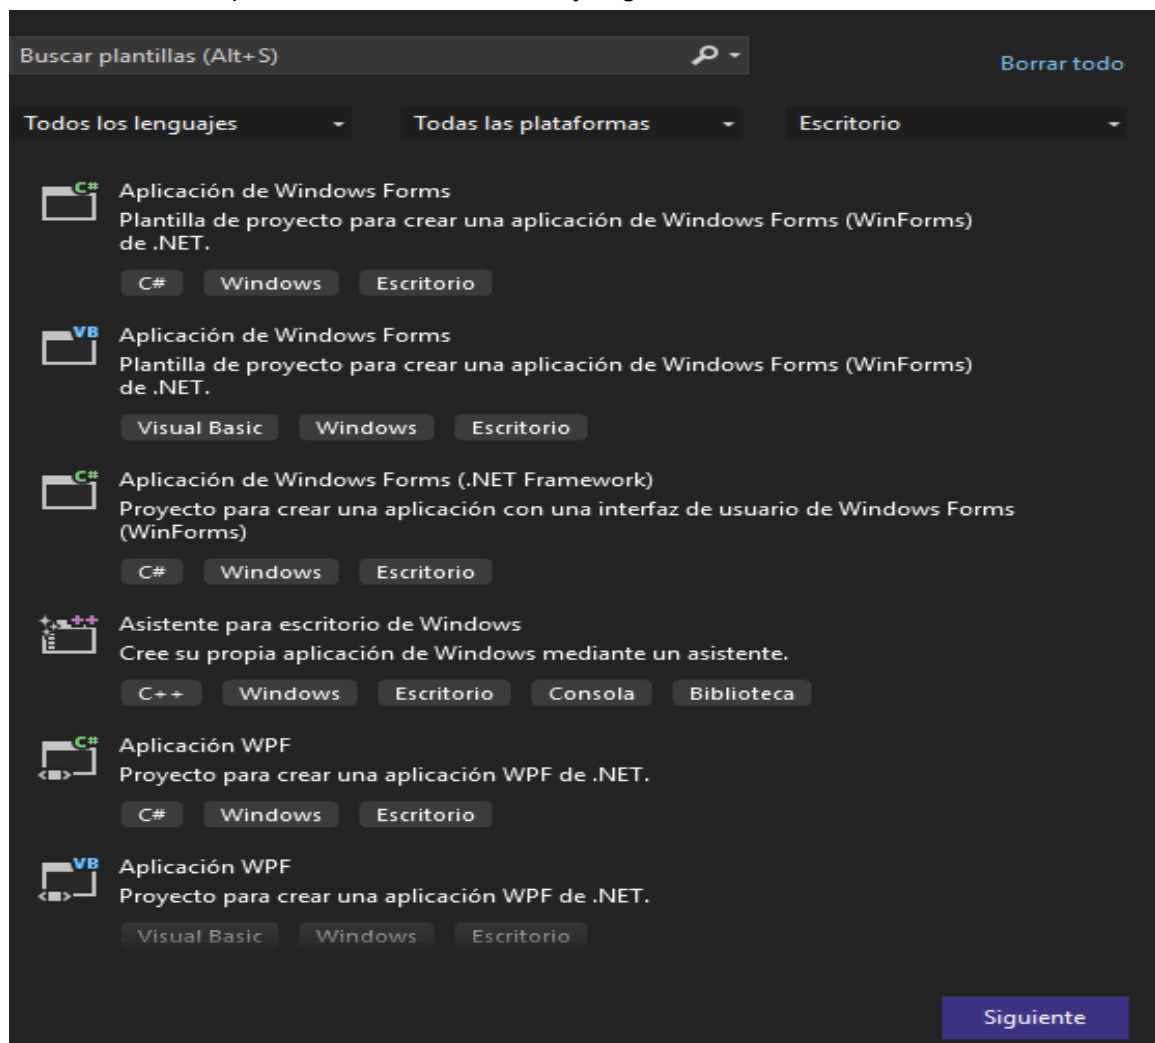 Buscar plantillas (Alt+S)
Borrar todo
Todos los lenguajes
Todas las plataformas
Escritorio
C#
Aplicación de Windows Forms
Plantilla de proyecto para crear una aplicación de Windows Forms (WinForms)
de .NET.
C# Windows Escritorio
VB
Aplicación de Windows Forms
Plantilla de proyecto para crear una aplicación de Windows Forms (WinForms)
de .NET.
Visual Basic Windows Escritorio
C#
Aplicación de Windows Forms (.NET Framework)
Proyecto para crear una aplicación con una interfaz de usuario de Windows Forms
(WinForms)
C# Windows Escritorio
++
Asistente para escritorio de Windows
Cree su propia aplicación de Windows mediante un asistente.
C++ Windows Escritorio Consola Biblioteca
C#
Aplicación WPF
Proyecto para crear una aplicación WPF de .NET.
C# Windows Escritorio
VB
Aplicación WPF
Proyecto para crear una aplicación WPF de .NET.
Visual Basic Windows Escritorio
Siguiente